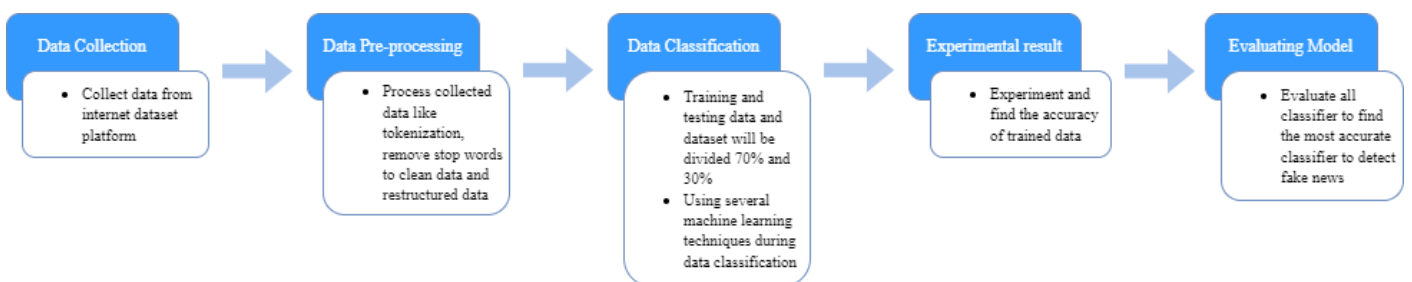 Data Collection
• Collect data from
internet dataset
platform
Data Pre-processing
• Process collected
data like
tokenization,
remove stop words
to clean data and
restructured data
Data Classification
• Training and
testing data and
dataset will be
divided 70% and
30%
• Using several
machine learning
techniques during
data classification
Experimental result
• Experiment and
find the accuracy
of trained data
Evaluating Model
• Evaluate all
classifier to find
the most accurate
classifier to detect
fake news